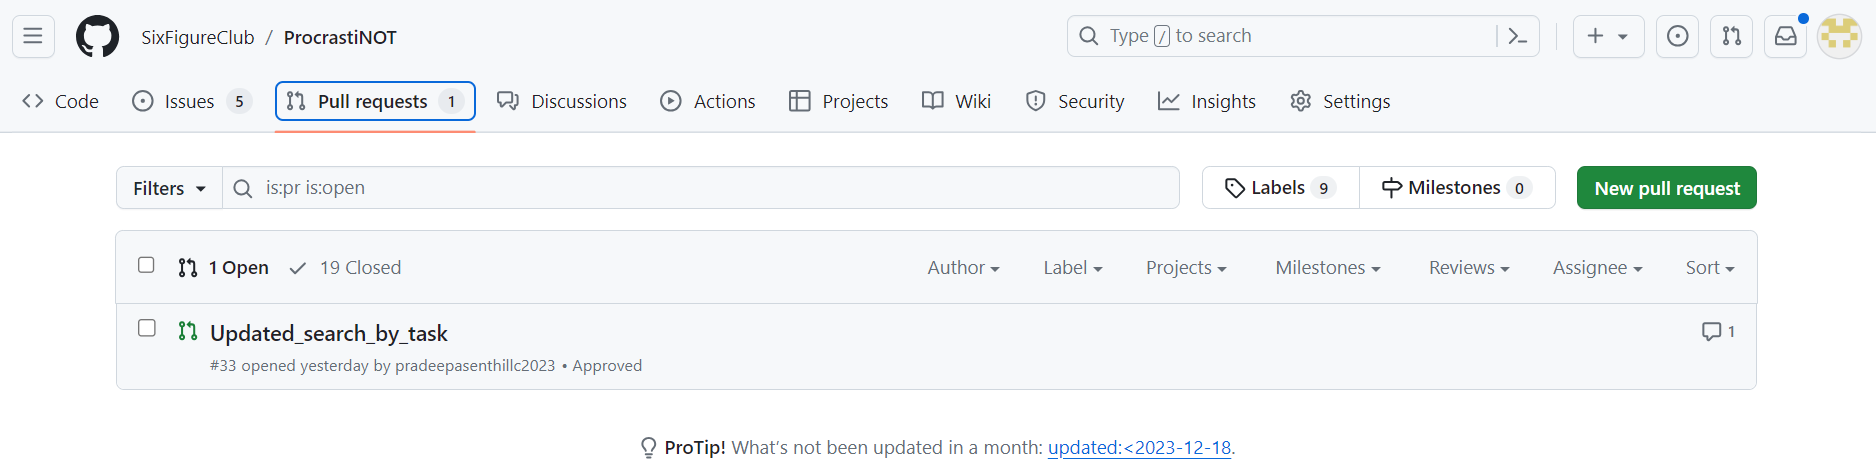 SixFigureClub / ProcrastiNOT
Type / to search
Code
Issues 5
Pull requests 1
Discussions
Actions
Projects
Wiki
Security
Insights
Settings
Filters
is:pr is:open
Labels 9
Milestones 0
New pull request
1 Open
19 Closed
Author
Label
Projects
Milestones
Reviews
Assignee
Sort
Updated_search_by_task
1
#33 opened yesterday by pradeepasenthillc2023 • Approved
ProTip! What's not been updated in a month: updated:<2023-12-18.